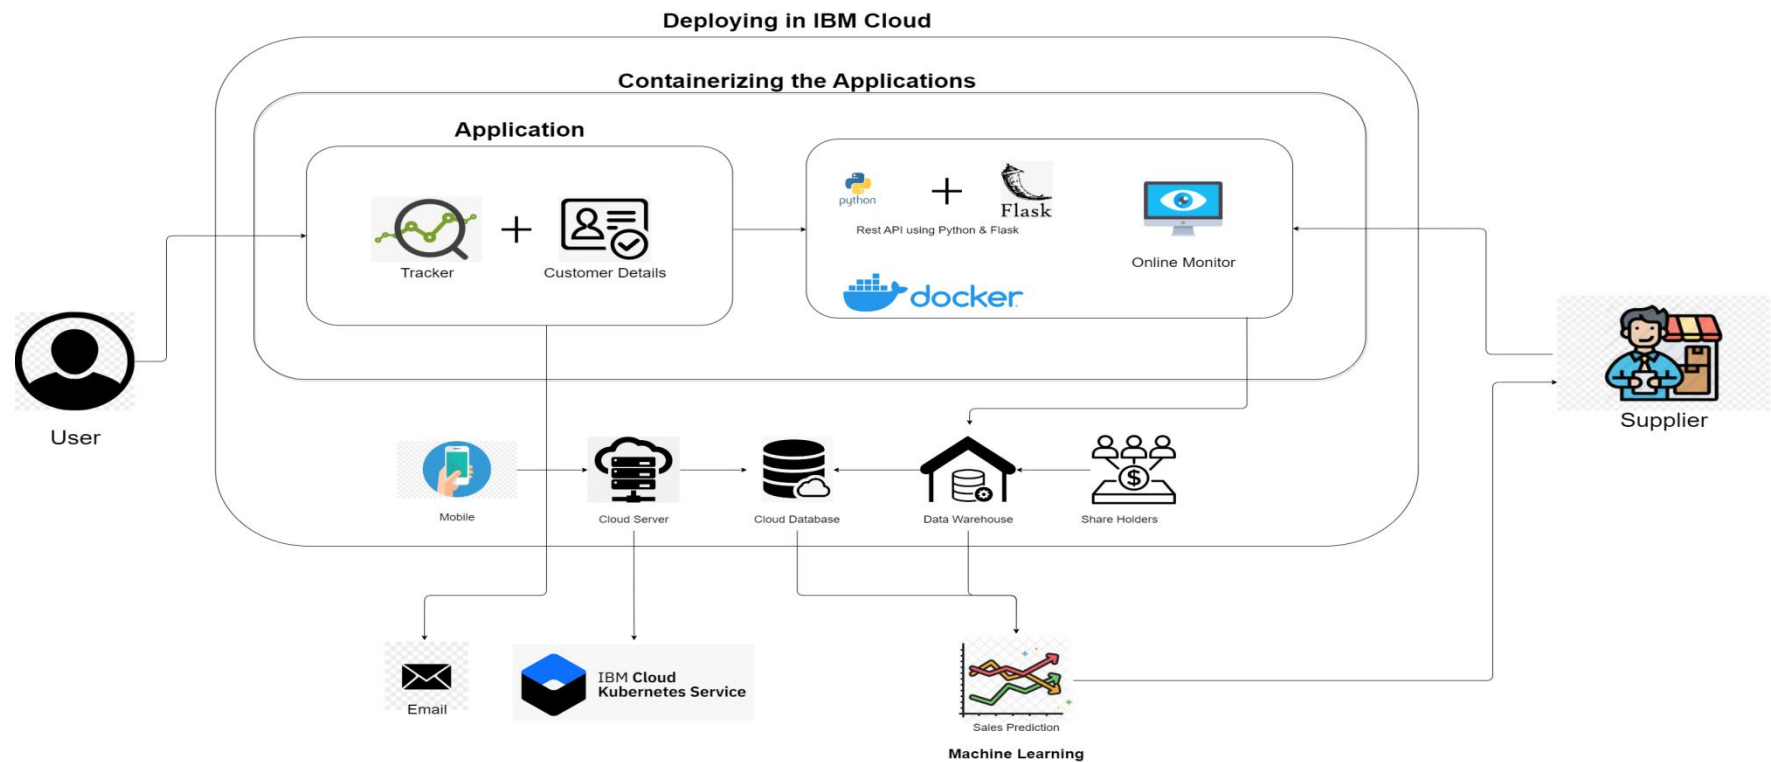 Deploying in IBM Cloud
Containerizing the Applications
Application
python
Flask
Rest API using Python & Flask
Tracker
Customer Details
Online Monitor
docker
User
Supplier
Mobile
Cloud Server
Cloud Database
Data Warehouse
Share Holders
Email
IBM Cloud
Kubernetes Service
Sales Prediction
Machine Learning